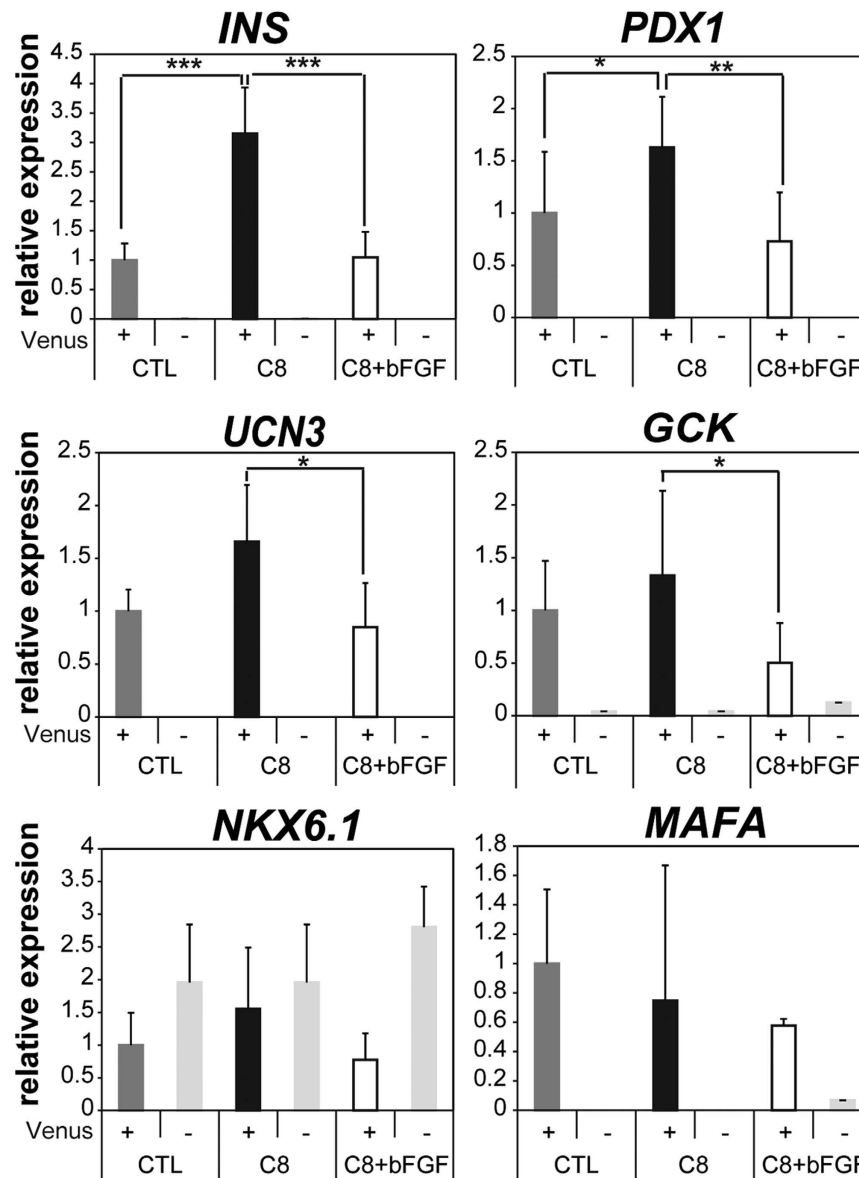 INS
relative expression
4.5
4
3.5
3
2.5
2
1.5
1
0.5
0
*** ***
Venus + - + - + -
CTL C8 C8+bFGF
PDX1
2.5
2
1.5
1
0.5
0
* **
+ - + - + -
CTL C8 C8+bFGF
UCN3
relative expression
2.5
2
1.5
1
0.5
0
*
Venus + - + - + -
CTL C8 C8+bFGF
GCK
2.5
2
1.5
1
0.5
0
*
+ - + - + -
CTL C8 C8+bFGF
NKX6.1
relative expression
4
3.5
3
2.5
2
1.5
1
0.5
0
Venus + - + - + -
CTL C8 C8+bFGF
MAFA
1.8
1.6
1.4
1.2
1
0.8
0.6
0.4
0.2
0
+ - + - + -
CTL C8 C8+bFGF